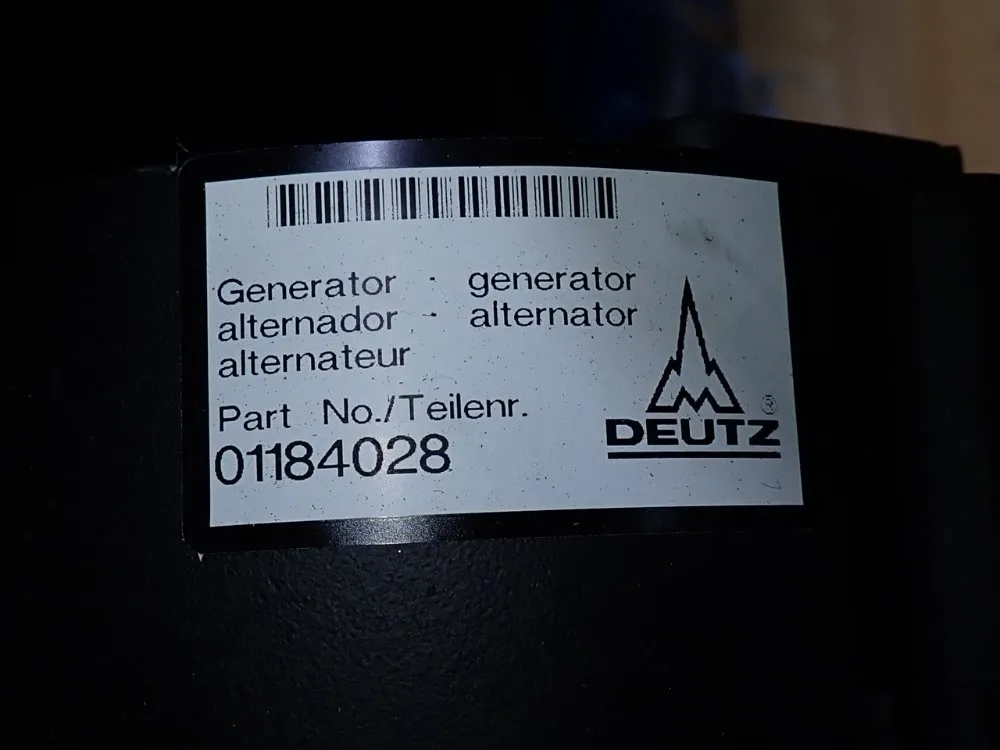 Generator · generator
alternador · alternator
alternateur
Part No./Teilenr.
01184028
®
DEUTZ